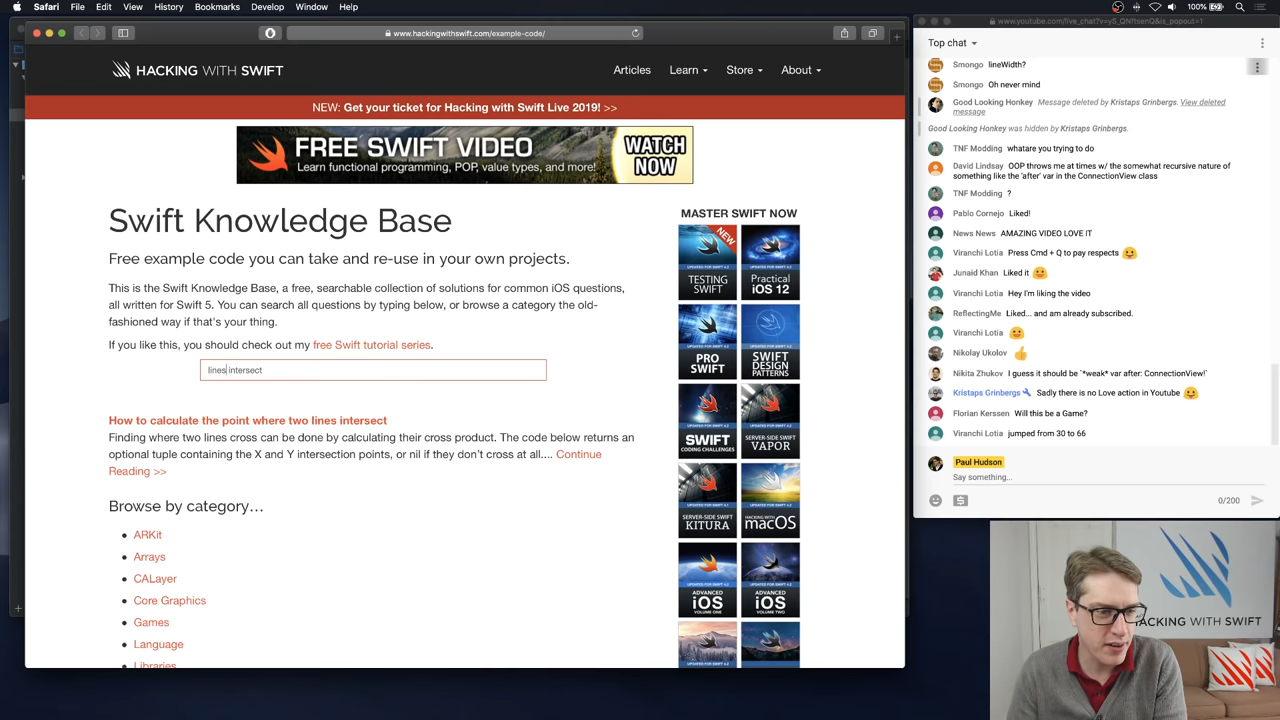 Safari File Edit View History Bookmarks Develop Window Help
100%
www.hackingwithswift.com/example-code/
HACKING WITH SWIFT
Articles Learn Store About
NEW: Get your ticket for Hacking with Swift Live 2019! >>
FREE SWIFT VIDEO
Learn functional programming, POP, value types, and more!
WATCH
NOW
Swift Knowledge Base
Free example code you can take and re-use in your own projects.
This is the Swift Knowledge Base, a free, searchable collection of solutions for common iOS questions,
all written for Swift 5. You can search all questions by typing below, or browse a category the old-
fashioned way if that's your thing.
If you like this, you should check out my free Swift tutorial series.
lines intersect
How to calculate the point where two lines intersect
Finding where two lines cross can be done by calculating their cross product. The code below returns an
optional tuple containing the X and Y intersection points, or nil if they don't cross at all.... Continue
Reading >>
Browse by category…
• ARKit
• Arrays
• CALayer
• Core Graphics
• Games
• Language
• Libraries
MASTER SWIFT NOW
NEW
TESTING
SWIFT
Practical
iOS 12
PRO
SWIFT
SWIFT
DESIGN
PATTERNS
SWIFT
CODING CHALLENGES
SERVER-SIDE SWIFT
VAPOR
SERVER-SIDE SWIFT
KITURA
HACKING WITH
macOS
ADVANCED
iOS
VOLUME ONE
ADVANCED
iOS
VOLUME TWO
Top chat
Smongo lineWidth?
Smongo Oh never mind
Good Looking Honkey Message deleted by Kristaps Grinbergs. View deleted
message
Good Looking Honkey was hidden by Kristaps Grinbergs.
TNF Modding whatare you trying to do
David Lindsay OOP throws me at times w/ the somewhat recursive nature of
something like the 'after' var in the ConnectionView class
TNF Modding ?
Pablo Cornejo Liked!
News News AMAZING VIDEO LOVE IT
Viranchi Lotia Press Cmd + Q to pay respects
Junaid Khan Liked it
Viranchi Lotia Hey I'm liking the video
ReflectingMe Liked... and am already subscribed.
Viranchi Lotia
Nikolay Ukolov
Nikita Zhukov I guess it should be `*weak* var after: ConnectionView!`
Kristaps Grinbergs Sadly there is no Love action in Youtube
Florian Kerssen Will this be a Game?
Viranchi Lotia jumped from 30 to 66
Paul Hudson
Say something...
0/200
HACKING WITH SWIFT